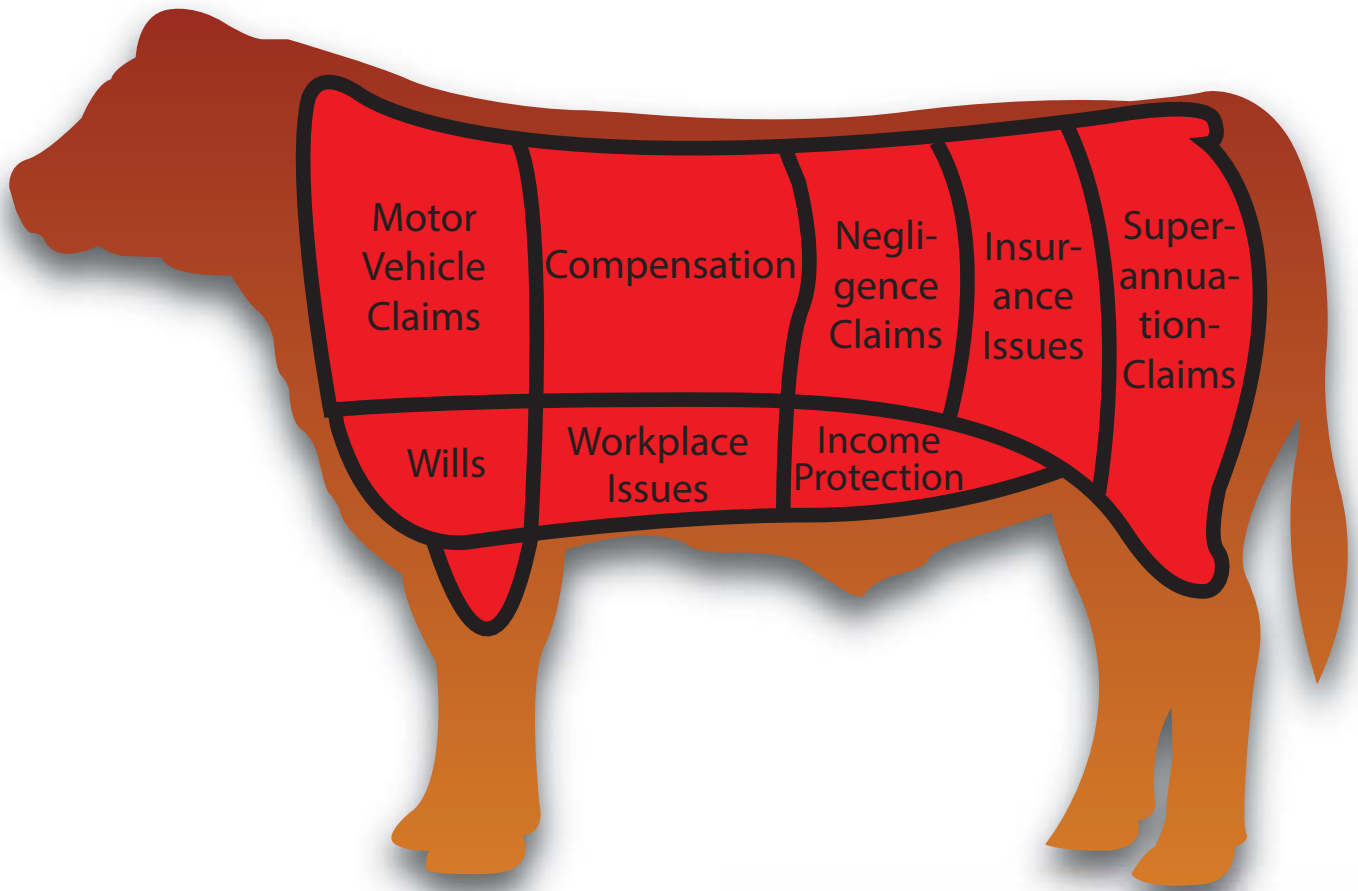 Motor
Vehicle
Claims
Compensation
Negli-
gence
Claims
Insur-
ance
Issues
Super-
annua-
tion-
Claims
Wills
Workplace
Issues
Income
Protection